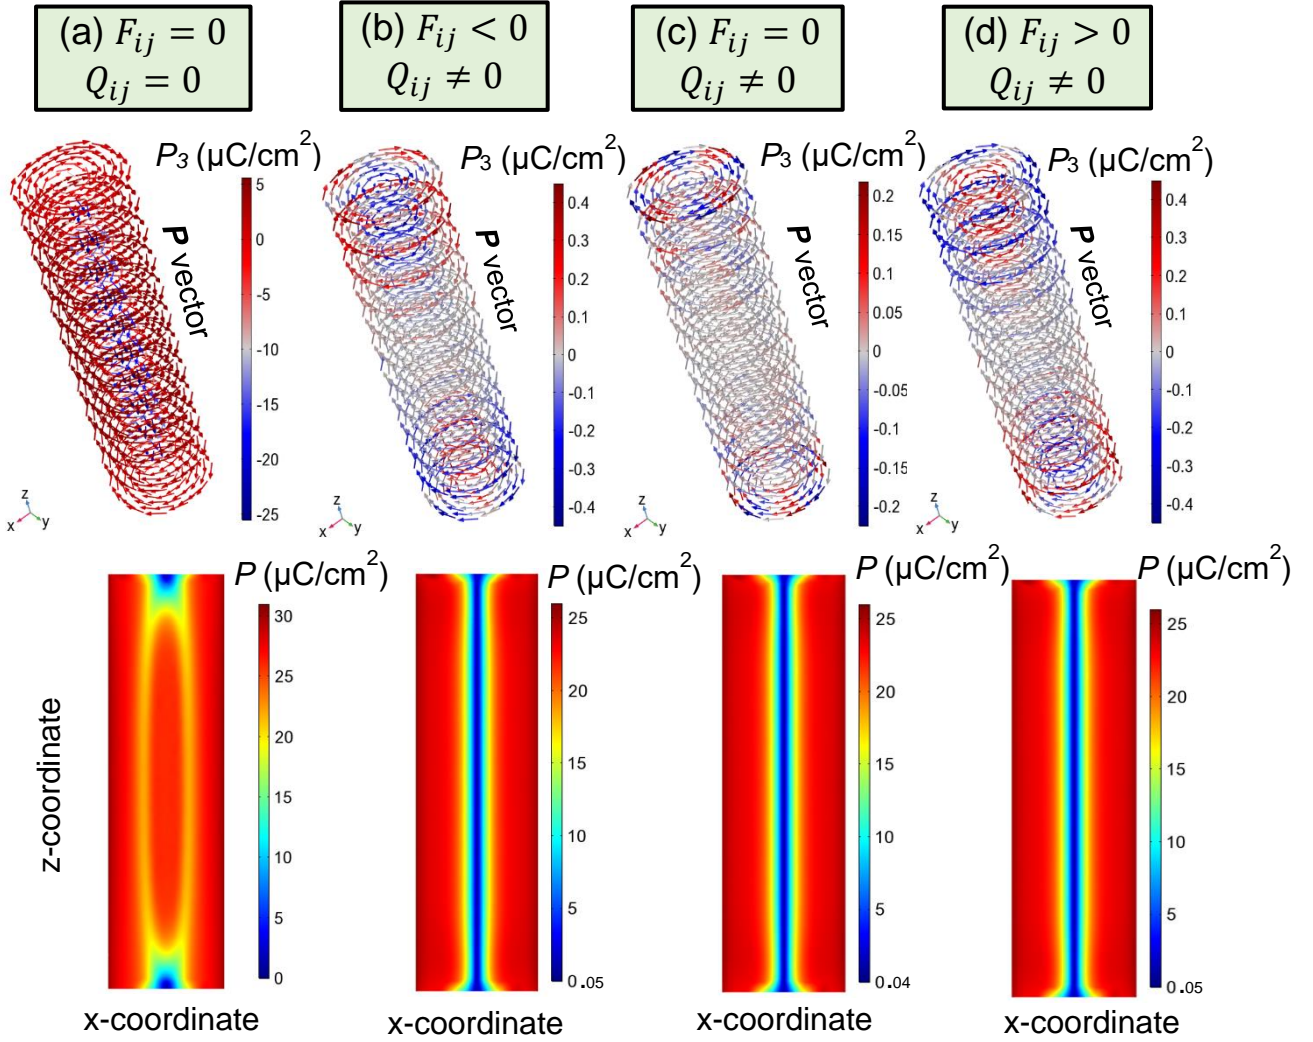 (a) F_ij = 0
Q_ij = 0
(b) F_ij < 0
Q_ij ≠ 0
(c) F_ij = 0
Q_ij ≠ 0
(d) F_ij > 0
Q_ij ≠ 0
P₃ (μC/cm²)
5
0
-5
-10
-15
-20
-25
P vector
z
x
y
P₃ (μC/cm²)
0.4
0.3
0.2
0.1
0
-0.1
-0.2
-0.3
-0.4
P vector
z
x
y
P₃ (μC/cm²)
0.2
0.15
0.1
0.05
0
-0.05
-0.1
-0.15
-0.2
P vector
z
x
y
P₃ (μC/cm²)
0.4
0.3
0.2
0.1
0
-0.1
-0.2
-0.3
-0.4
P vector
z
x
y
P (μC/cm²)
30
25
20
15
10
5
0
z-coordinate
x-coordinate
P (μC/cm²)
25
20
15
10
5
0.05
x-coordinate
P (μC/cm²)
25
20
15
10
5
0.04
x-coordinate
P (μC/cm²)
25
20
15
10
5
0.05
x-coordinate